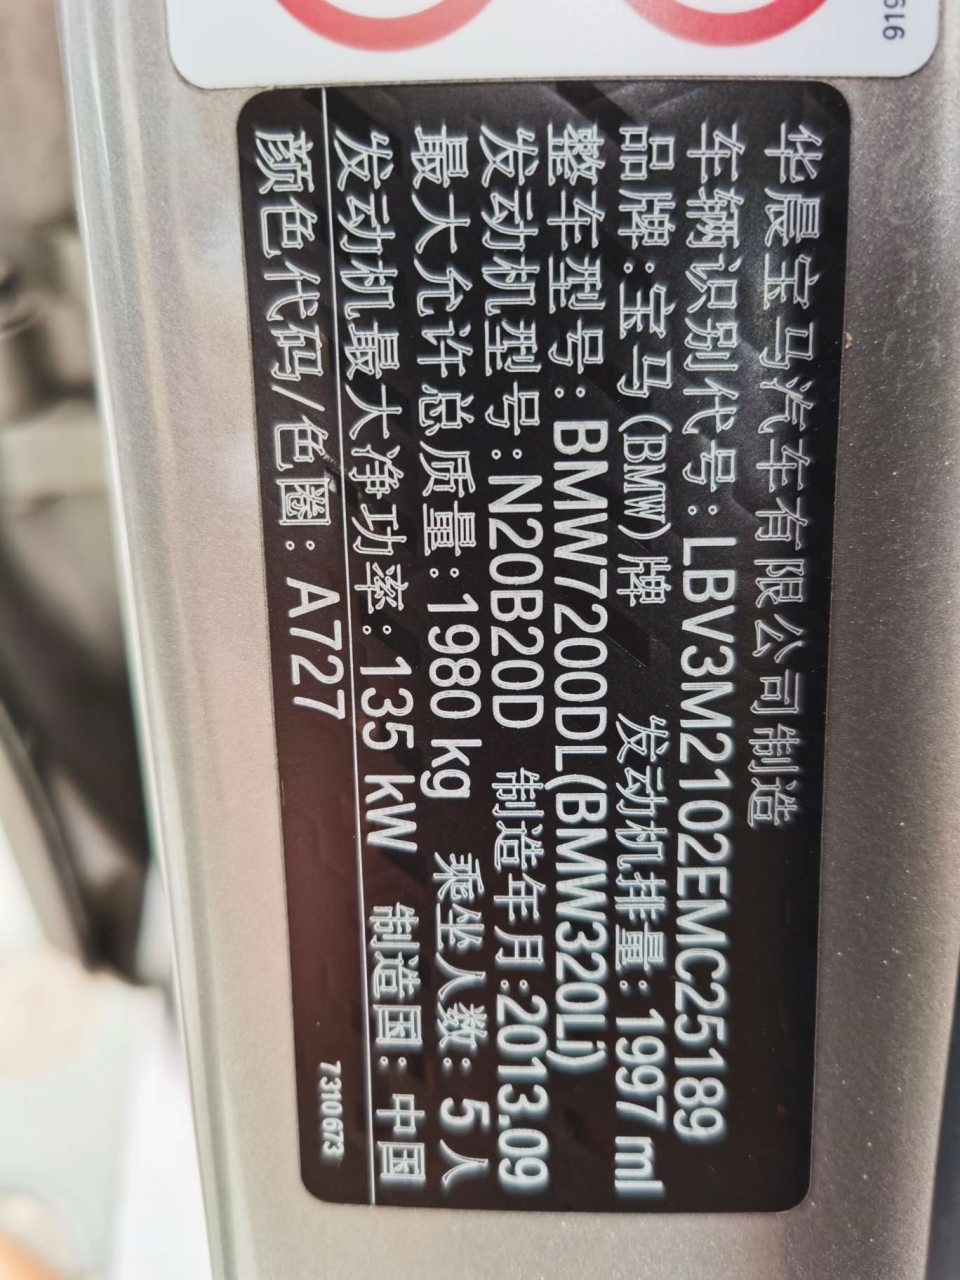 919
华晨宝马汽车有限公司制造
车辆识别代号:LBV3M2102EMC25189
品牌:宝马(BMW)牌 发动机排量:1997 ml
整车型号:BMW7200DL(BMW320Li)
发动机型号:N20B20D 制造年月:2013.09
最大允许总质量:1980 kg 乘坐人数:5人
发动机最大净功率:135 kW 制造国:中国
颜色代码/色圈:A727
7310673